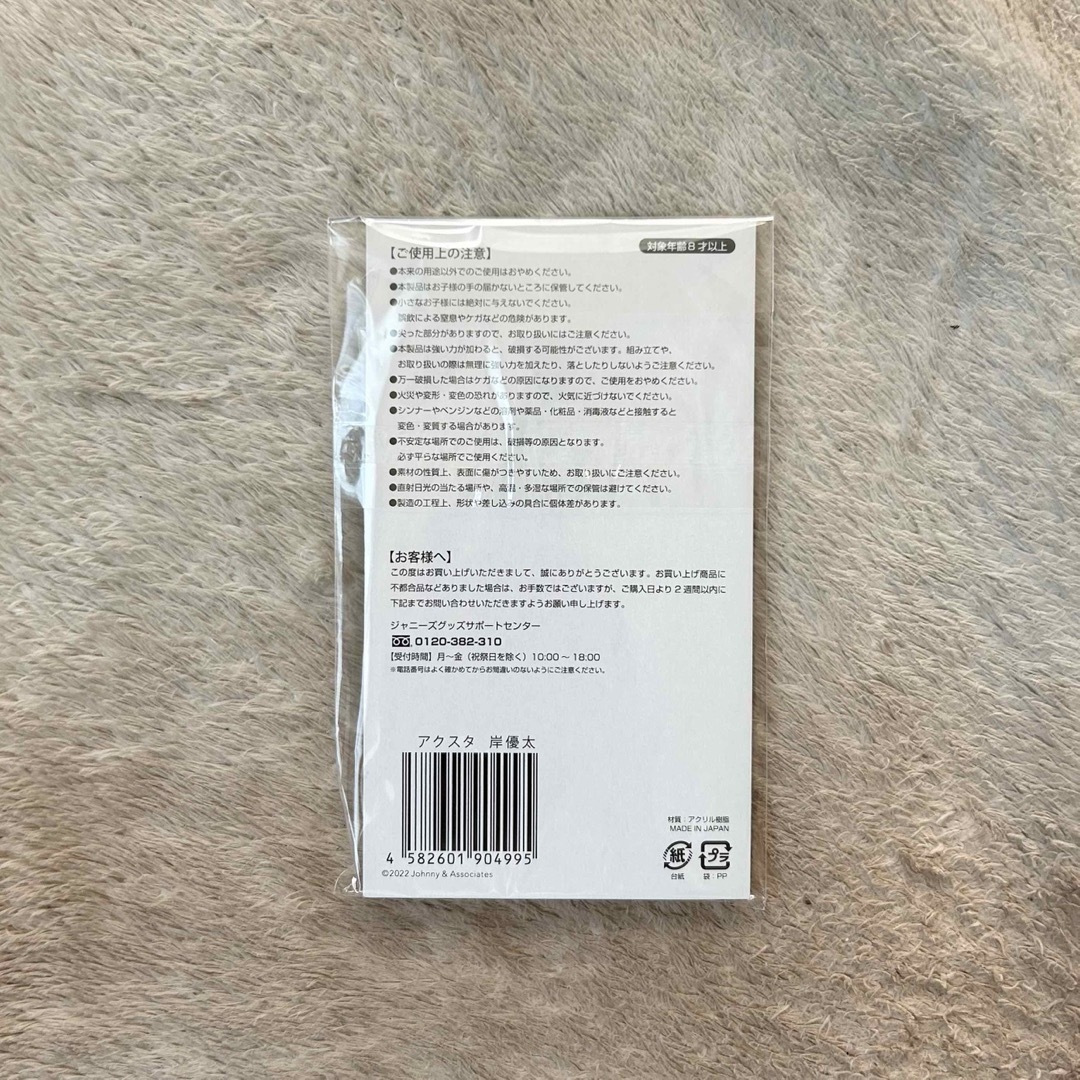 【ご使用上の注意】
対象年齢8才以上
●本来の用途以外でのご使用はおやめください。
●本製品はお子様の手の届かないところに保管してください。
●小さなお子様には絶対に与えないでください。
誤飲による窒息やケガなどの危険があります。
●尖った部分がありますので、お取り扱いにはご注意ください。
●本製品は強い力が加わると、破損する可能性がございます。組み立てや、
お取り扱いの際は無理に強い力を加えたり、落としたりしないようご注意ください。
●万一破損した場合はケガなどの原因になりますので、ご使用をおやめください。
●火災や変形・変色の恐れがありますので、火気に近づけないでください。
●シンナーやベンジンなどの溶剤や薬品・化粧品・消毒液などと接触すると
変色・変質する場合があります。
●不安定な場所でのご使用は、破損等の原因となります。
必ず平らな場所でご使用ください。
●素材の性質上、表面に傷がつきやすいため、お取り扱いにご注意ください。
●直射日光の当たる場所や、高温・多湿な場所での保管は避けてください。
●製造の工程上、形状や差し込みの具合に個体差があります。
【お客様へ】
この度はお買い上げいただきまして、誠にありがとうございます。お買い上げ商品に
不都合品などありました場合は、お手数ではございますが、ご購入日より2週間以内に
下記までお問い合わせいただきますようお願い申し上げます。
ジャニーズグッズサポートセンター
0120-382-310
【受付時間】月〜金（祝祭日を除く）10:00〜18:00
※電話番号はよく確かめてからお間違いのないようにご注意ください。
アクスタ 岸優太
4 582601 904995
©2022 Johnny & Associates
材質：アクリル樹脂
MADE IN JAPAN
紙
プラ
台紙
袋：PP